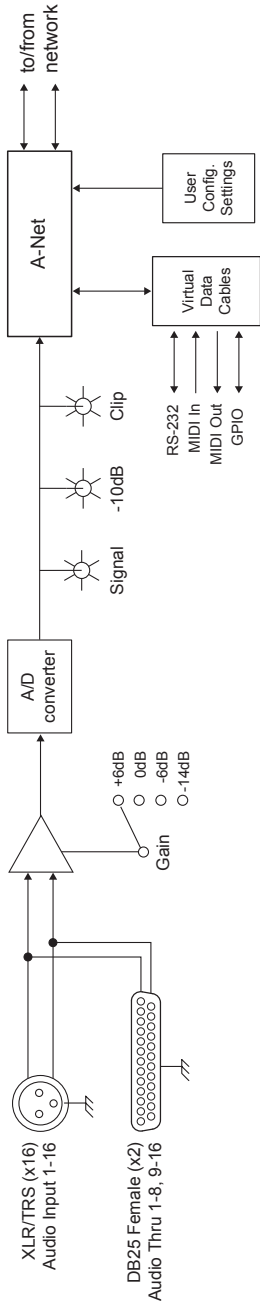 XLR/TRS (x16)
Audio Input 1-16
DB25 Female (x2)
Audio Thru 1-8, 9-16
Gain
+6dB
0dB
-6dB
-14dB
A/D
converter
Signal
-10dB
Clip
A-Net
to/from
network
RS-232
MIDI In
MIDI Out
GPIO
Virtual
Data
Cables
User
Config.
Settings